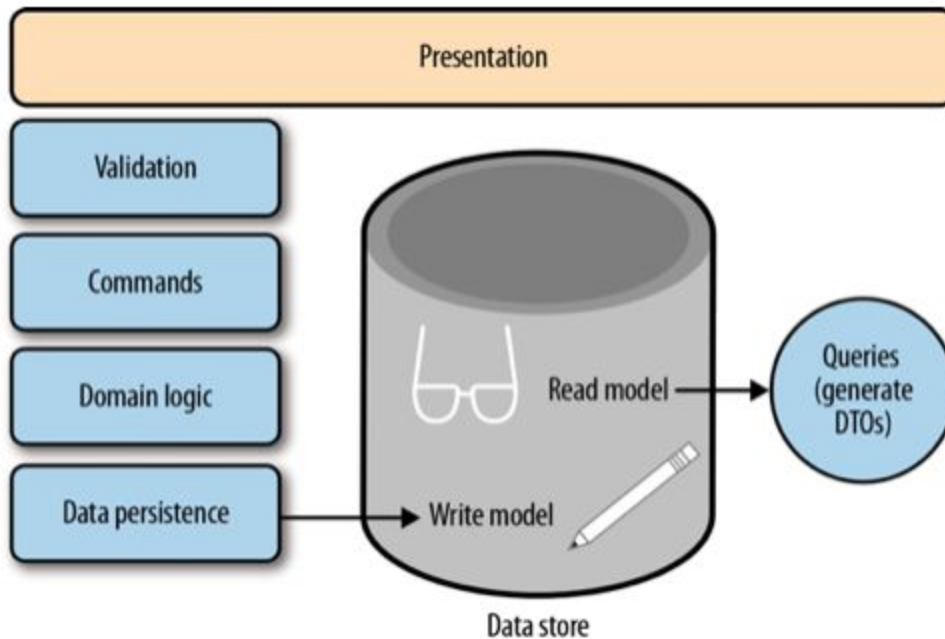 Presentation
Validation
Commands
Domain logic
Data persistence
Read model
Write model
Queries
(generate
DTOs)
Data store